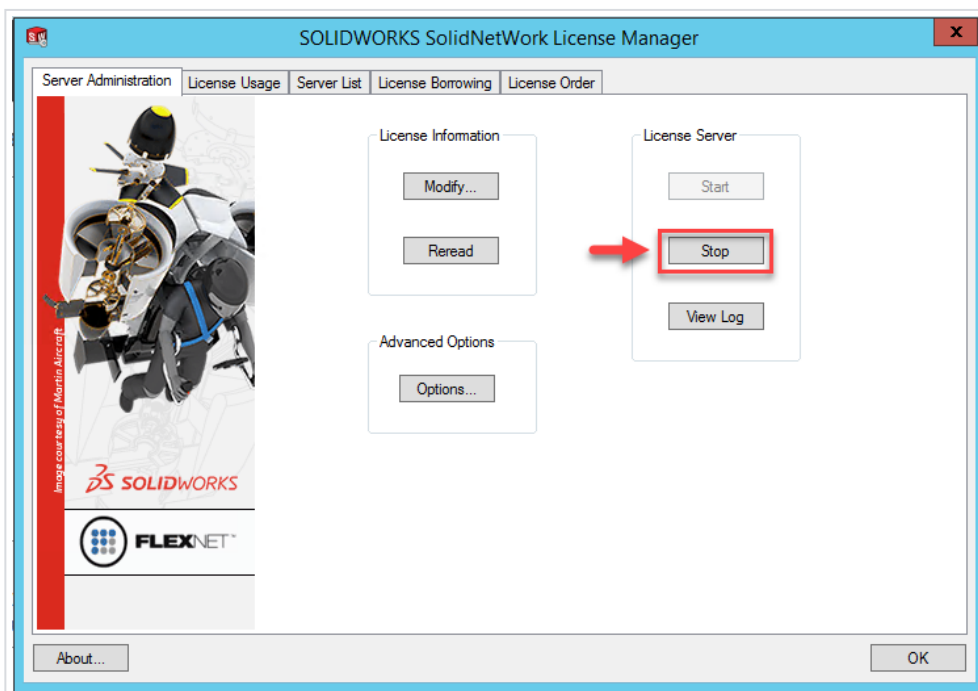 SOLIDWORKS SolidNetWork License Manager
x
Server Administration License Usage Server List License Borrowing License Order
License Information
License Server
Modify...
Start
Reread
Stop
View Log
Advanced Options
Options...
Image courtesy of Martin Aircraft
SOLIDWORKS
FLEXNET™
About...
OK